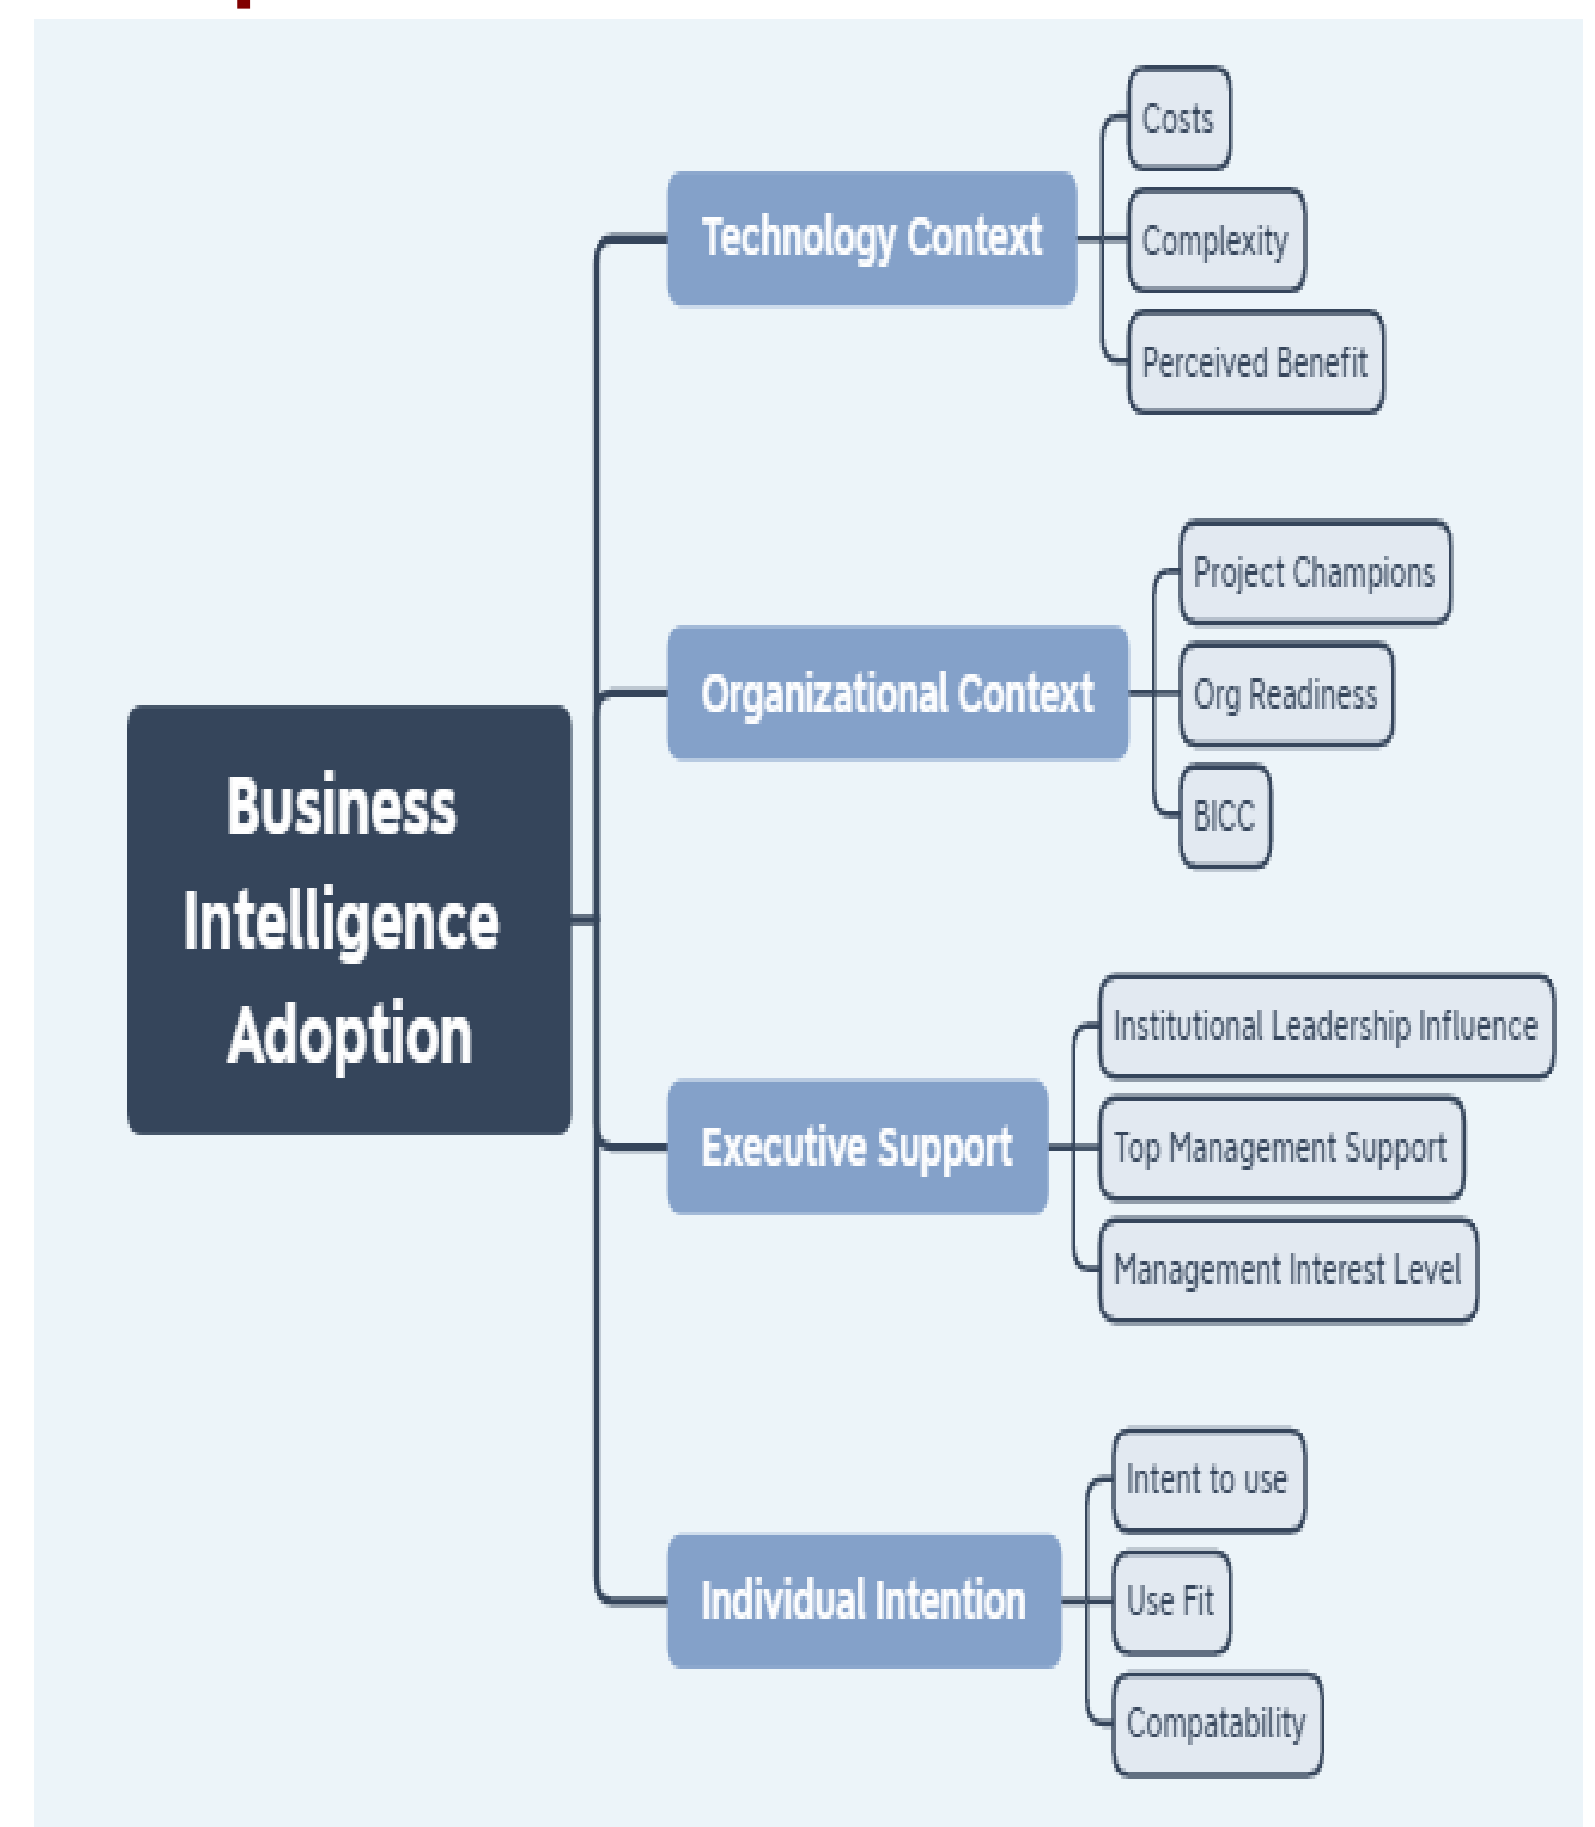 Business
Intelligence
Adoption
Technology Context
Costs
Complexity
Perceived Benefit
Organizational Context
Project Champions
Org Readiness
BICC
Executive Support
Institutional Leadership Influence
Top Management Support
Management Interest Level
Individual Intention
Intent to use
Use Fit
Compatability